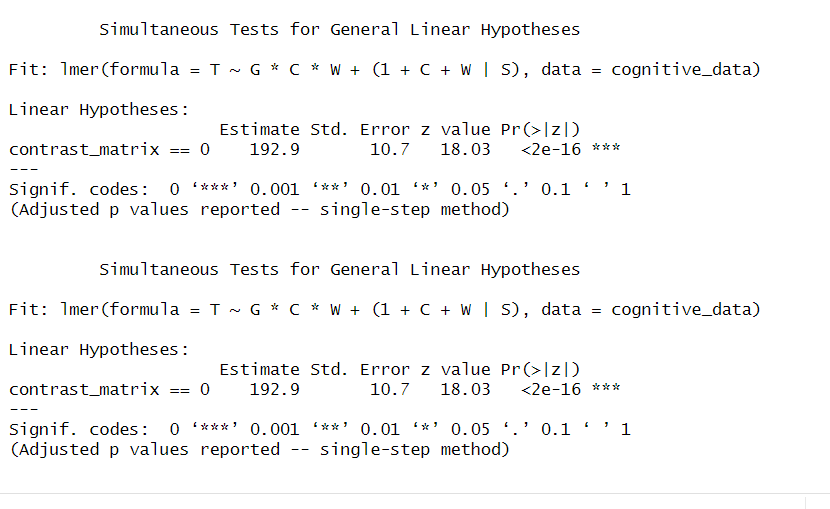 Simultaneous Tests for General Linear Hypotheses
Fit: lmer(formula = T ~ G * C * W + (1 + C + W | S), data = cognitive_data)
Linear Hypotheses:
Estimate Std. Error z value Pr(>|z|)
contrast_matrix == 0 192.9 10.7 18.03 <2e-16 ***
---
Signif. codes: 0 ‘***’ 0.001 ‘**’ 0.01 ‘*’ 0.05 ‘.’ 0.1 ‘ ’ 1
(Adjusted p values reported -- single-step method)
Simultaneous Tests for General Linear Hypotheses
Fit: lmer(formula = T ~ G * C * W + (1 + C + W | S), data = cognitive_data)
Linear Hypotheses:
Estimate Std. Error z value Pr(>|z|)
contrast_matrix == 0 192.9 10.7 18.03 <2e-16 ***
---
Signif. codes: 0 ‘***’ 0.001 ‘**’ 0.01 ‘*’ 0.05 ‘.’ 0.1 ‘ ’ 1
(Adjusted p values reported -- single-step method)